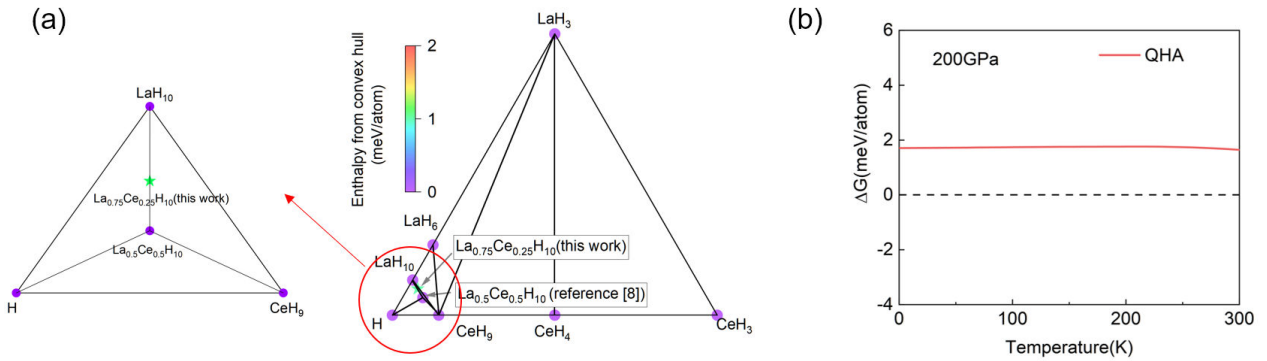 (a)
LaH₁₀
La₀.₇₅Ce₀.₂₅H₁₀(this work)
La₀.₅Ce₀.₅H₁₀
H
CeH₉
Enthalpy from convex hull
(meV/atom)
2
1
0
LaH₃
LaH₆
La₀.₇₅Ce₀.₂₅H₁₀(this work)
LaH₁₀
La₀.₅Ce₀.₅H₁₀ (reference [8])
H
CeH₉
CeH₄
CeH₃
(b)
200GPa
QHA
ΔG(meV/atom)
6
4
2
0
-2
-4
0
100
200
300
Temperature(K)